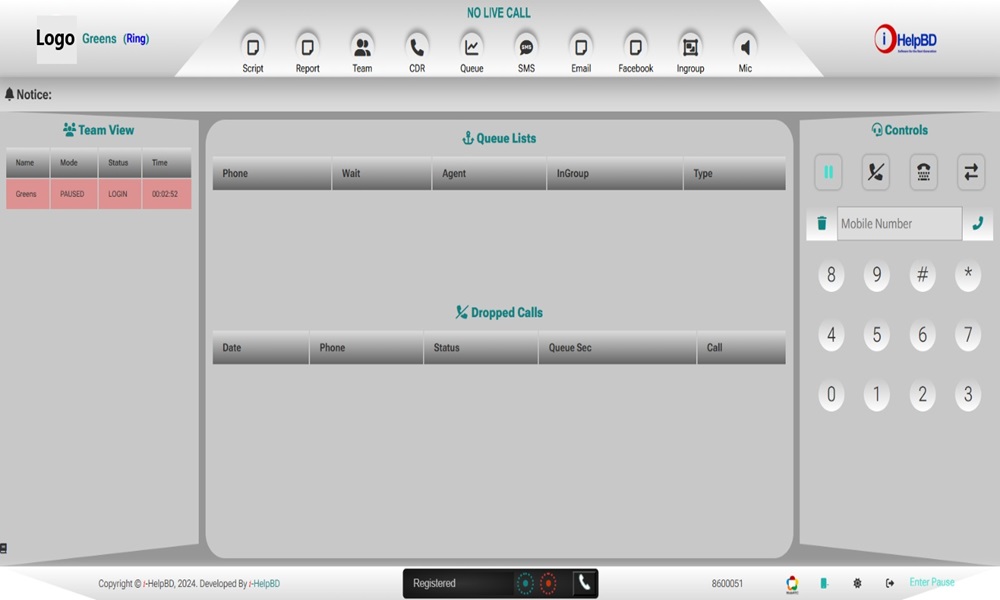 NO LIVE CALL
Logo Greens (Ring)
Script Report Team CDR Queue SMS Email Facebook Ingroup Mic
i HelpBD
Notice:
Team View
Name Mode Status Time
Greens PAUSED LOGIN 00:02:52
Queue Lists
Phone Wait Agent InGroup Type
Dropped Calls
Date Phone Status Queue Sec Call
Controls
Mobile Number
8 9 # *
4 5 6 7
0 1 2 3
Copyright © i-HelpBD, 2024. Developed By i-HelpBD
Registered
8600051
Enter Pause